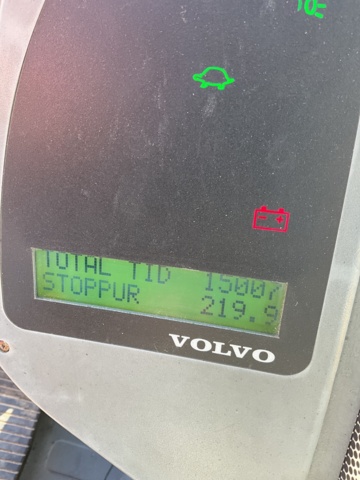 TOTAL TID 15007
STOPPUR 219.9
VOLVO